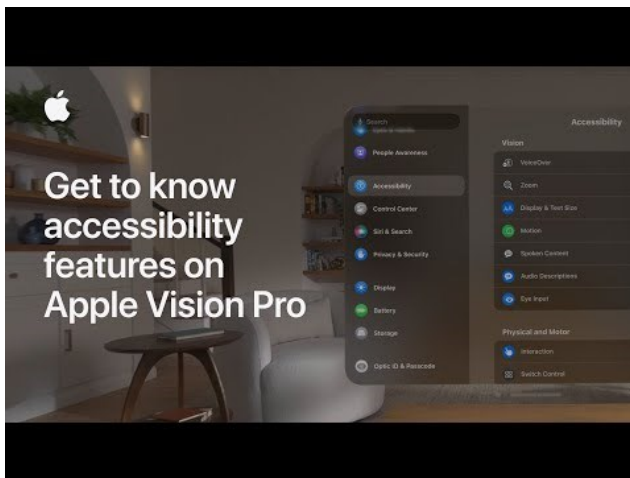 Get to know
accessibility
features on
Apple Vision Pro
Search
People Awareness
Accessibility
Control Center
Siri & Search
Privacy & Security
Display
Battery
Storage
Optic ID & Passcode
Accessibility
Vision
VoiceOver
Zoom
AA Display & Text Size
Motion
Spoken Content
Audio Descriptions
Eye Input
Physical and Motor
Interaction
Switch Control